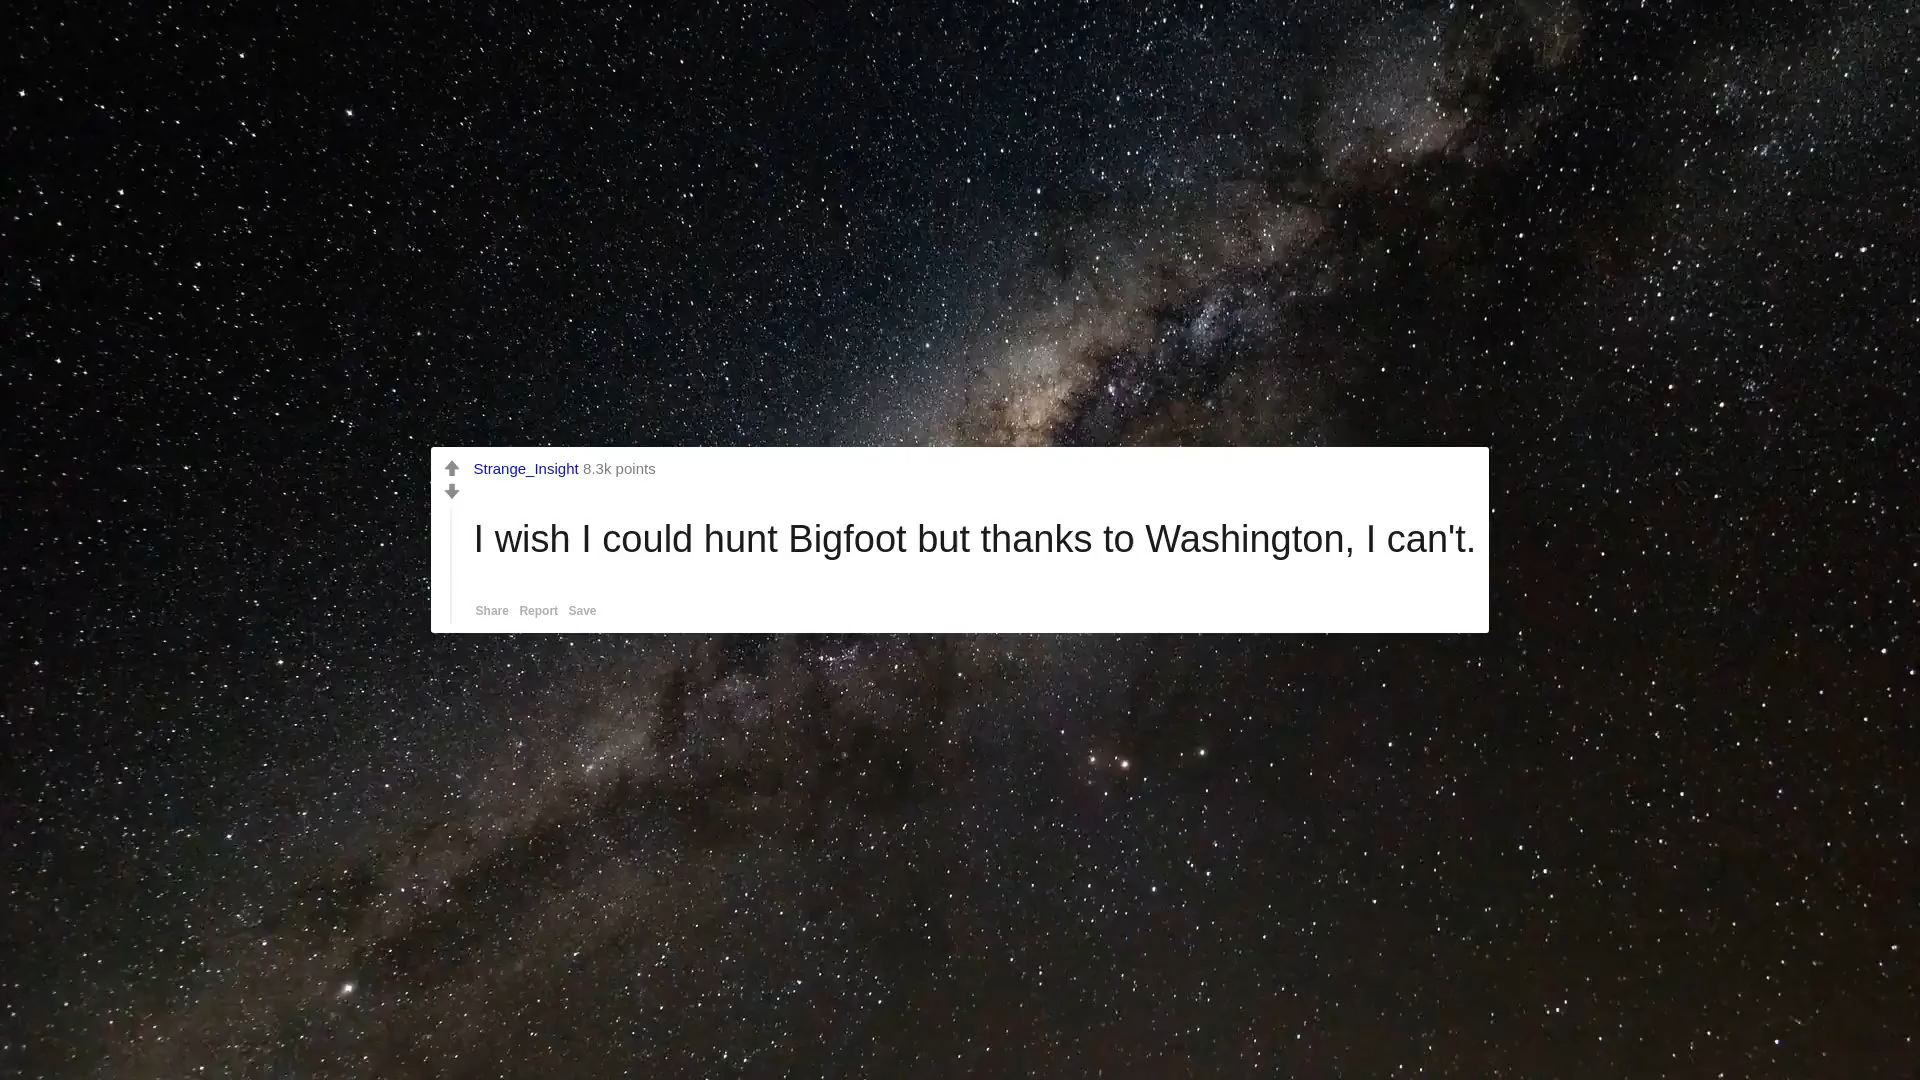 Strange_Insight 8.3k points
I wish I could hunt Bigfoot but thanks to Washington, I can't.
Share Report Save